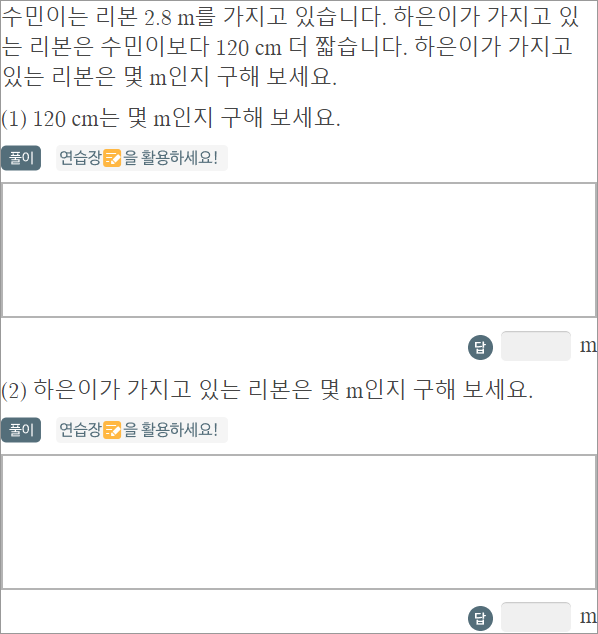 수민이는 리본 2.8 m를 가지고 있습니다. 하은이가 가지고 있
는 리본은 수민이보다 120 cm 더 짧습니다. 하은이가 가지고
있는 리본은 몇 m인지 구해 보세요.
(1) 120 cm는 몇 m인지 구해 보세요.
풀이 연습장을 활용하세요!
답 m
(2) 하은이가 가지고 있는 리본은 몇 m인지 구해 보세요.
풀이 연습장을 활용하세요!
답 m